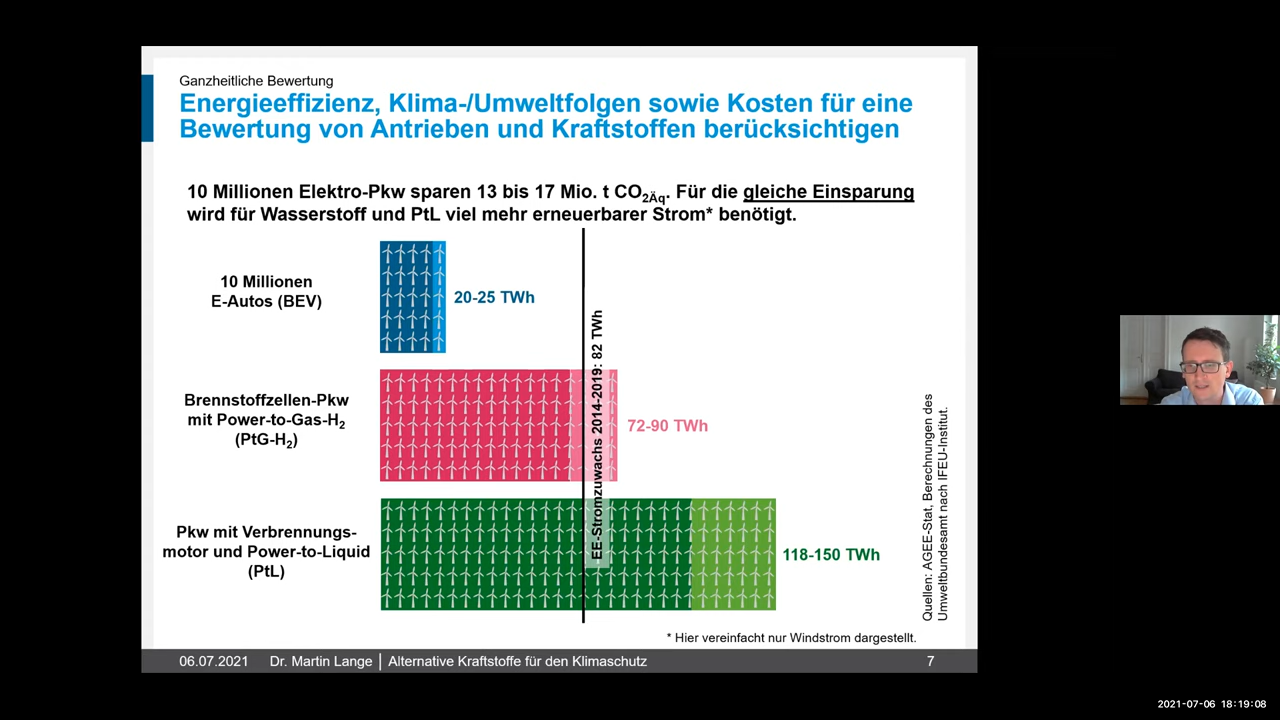 Ganzheitliche Bewertung
Energieeffizienz, Klima-/Umweltfolgen sowie Kosten für eine
Bewertung von Antrieben und Kraftstoffen berücksichtigen
10 Millionen Elektro-Pkw sparen 13 bis 17 Mio. t CO₂Äq. Für die gleiche Einsparung
wird für Wasserstoff und PtL viel mehr erneuerbarer Strom* benötigt.
10 Millionen
E-Autos (BEV)
20-25 TWh
EE-Stromzuwachs 2014-2019: 82 TWh
Brennstoffzellen-Pkw
mit Power-to-Gas-H₂
(PtG-H₂)
72-90 TWh
Pkw mit Verbrennungs-
motor und Power-to-Liquid
(PtL)
118-150 TWh
Quellen: AGEE-Stat, Berechnungen des
Umweltbundesamt nach IFEU-Institut.
* Hier vereinfacht nur Windstrom dargestellt.
06.07.2021 Dr. Martin Lange | Alternative Kraftstoffe für den Klimaschutz 7
2021-07-06 18:19:08